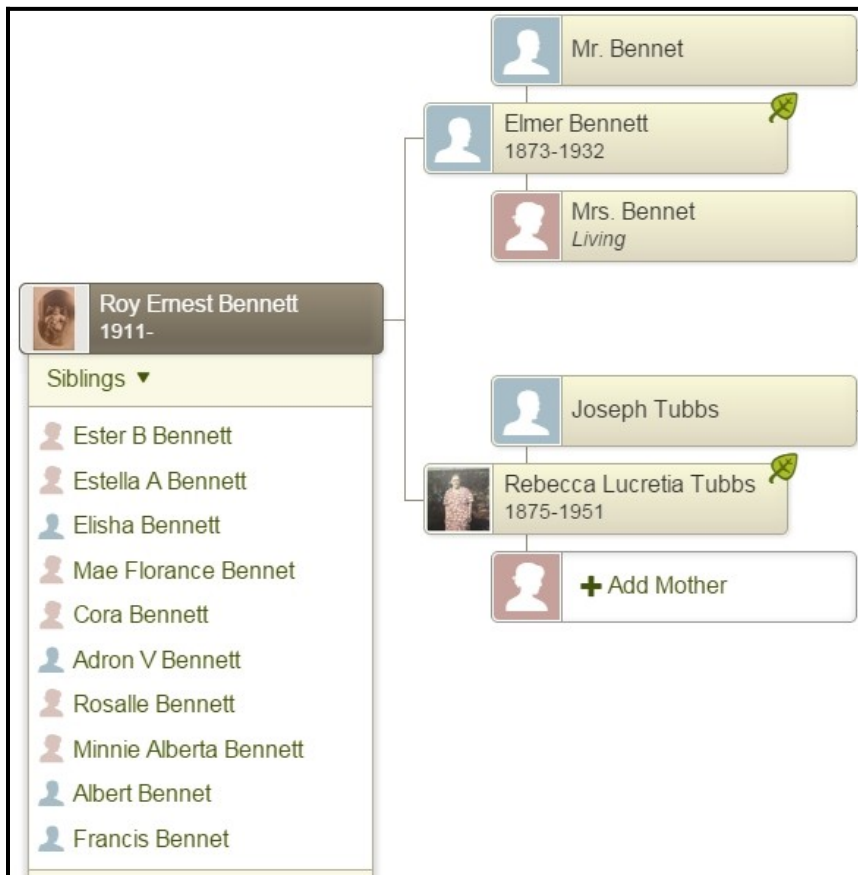 Mr. Bennet
Elmer Bennett
1873-1932
Mrs. Bennet
Living
Roy Ernest Bennett
1911-
Siblings ▼
Ester B Bennett
Estella A Bennett
Elisha Bennett
Mae Florance Bennet
Cora Bennett
Adron V Bennett
Rosalle Bennett
Minnie Alberta Bennett
Albert Bennet
Francis Bennet
Joseph Tubbs
Rebecca Lucretia Tubbs
1875-1951
+ Add Mother